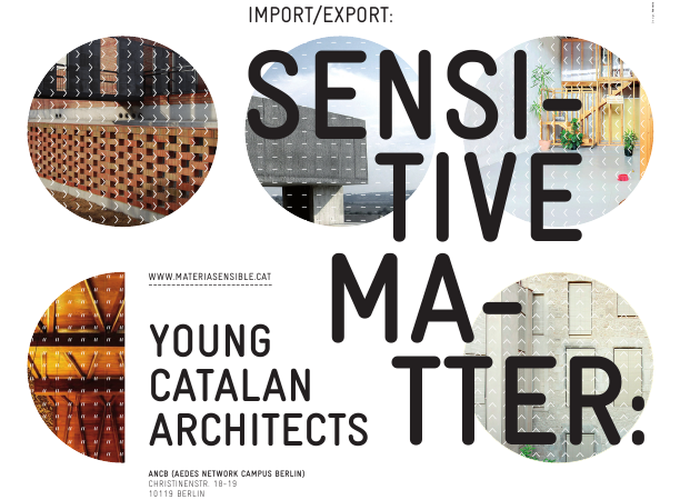 IMPORT/EXPORT:
SENSI-
TIVE
MA-
TTER:
WWW.MATERIASENSIBLE.CAT
YOUNG
CATALAN
ARCHITECTS
ANCB (AEDES NETWORK CAMPUS BERLIN)
CHRISTINENSTR. 18-19
10119 BERLIN